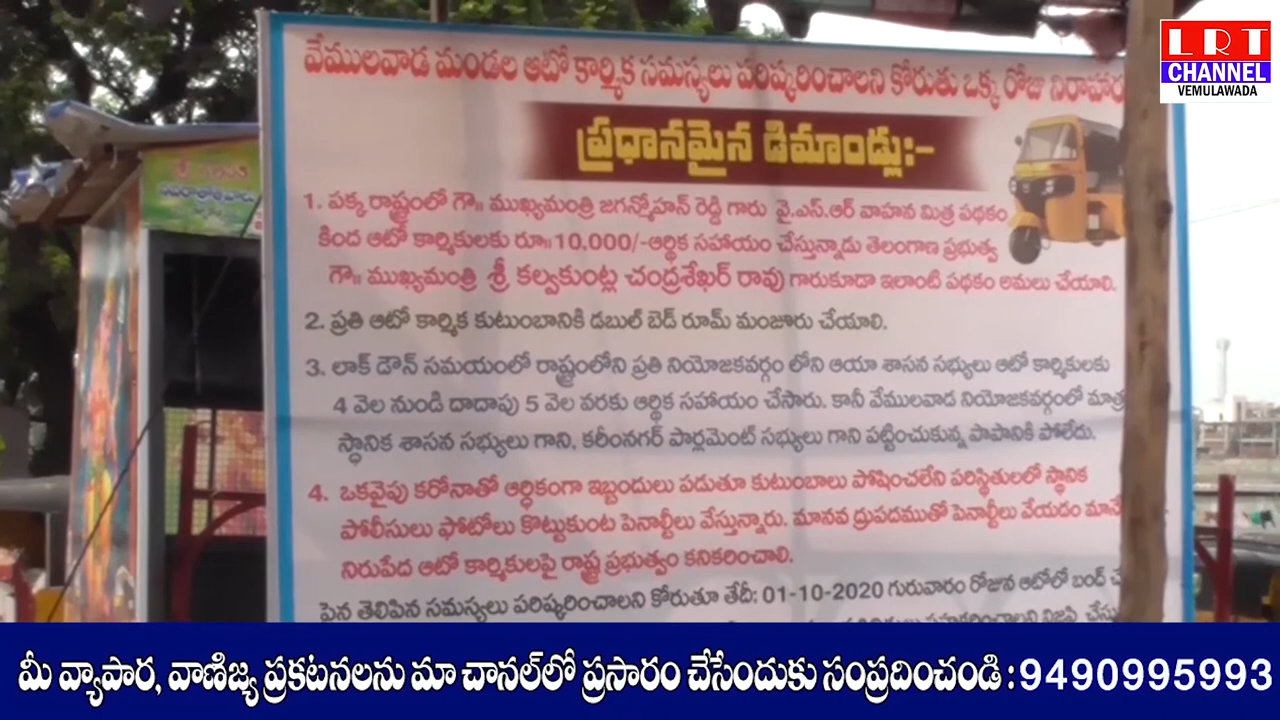 వేములవాడ మండల ఆటో కార్మిక సమస్యలు పరిష్కరించాలని కోరుతు ఒక్క రోజు నిరాహార
ప్రధానమైన డిమాండ్లు:-
1. పక్క రాష్ట్రంలో గౌ॥ ముఖ్యమంత్రి జగన్మోహన్ రెడ్డి గారు వై.ఎస్.ఆర్ వాహన మిత్ర పథకం
కింద ఆటో కార్మికులకు రూ॥ 10.000/-ఆర్థిక సహాయం చేస్తున్నాడు తెలంగాణ ప్రభుత్వ
గౌ॥ ముఖ్యమంత్రి శ్రీ కల్వకుంట్ల చంద్రశేఖర్ రావు గారుకూడా ఇలాంటి పథకం అమలు చేయాలి.
2. ప్రతి ఆటో కార్మిక కుటుంబానికి డబుల్ బెడ్ రూమ్ మంజూరు చేయాలి.
3. లాక్ డౌన్ సమయంలో రాష్ట్రంలోని ప్రతి నియోజకవర్గం లోని ఆయా శాసన సభ్యులు ఆటో కార్మికులకు
4 వెల నుండి దాదాపు 5 వెల వరకు ఆర్థిక సహాయం చేసారు. కానీ వేములవాడ నియోజకవర్గంలో మాత్ర
స్థానిక శాసన సభ్యులు గాని, కరీంనగర్ పార్లమెంట్ సభ్యులు గాని పట్టించుకున్న పాపానికి పోలేదు.
4. ఒకవైపు కరోనాతో ఆర్థికంగా ఇబ్బందులు పడుతూ కుటుంబాలు పోషించలేని పరిస్థితులలో స్థానిక
పోలీసులు ఫోటోలు కొట్టుకుంట పెనాల్టీలు వేస్తున్నారు. మానవ ద్రుపదముతో పెనాల్టీలు వేయడం మానే
నిరుపేద ఆటో కార్మికులపై రాష్ట్ర ప్రభుత్వం కనికరించాలి.
పైన తెలిపిన సమస్యలు పరిష్కరించాలని కోరుతూ తేదీ: 01-10-2020 గురువారం రోజున ఆటోలో బంద్ చే
LRT
CHANNEL
VEMULAWADA
మీ వ్యాపార, వాణిజ్య ప్రకటనలను మా చానల్‌లో ప్రసారం చేసేందుకు సంప్రదించండి : 9490995993